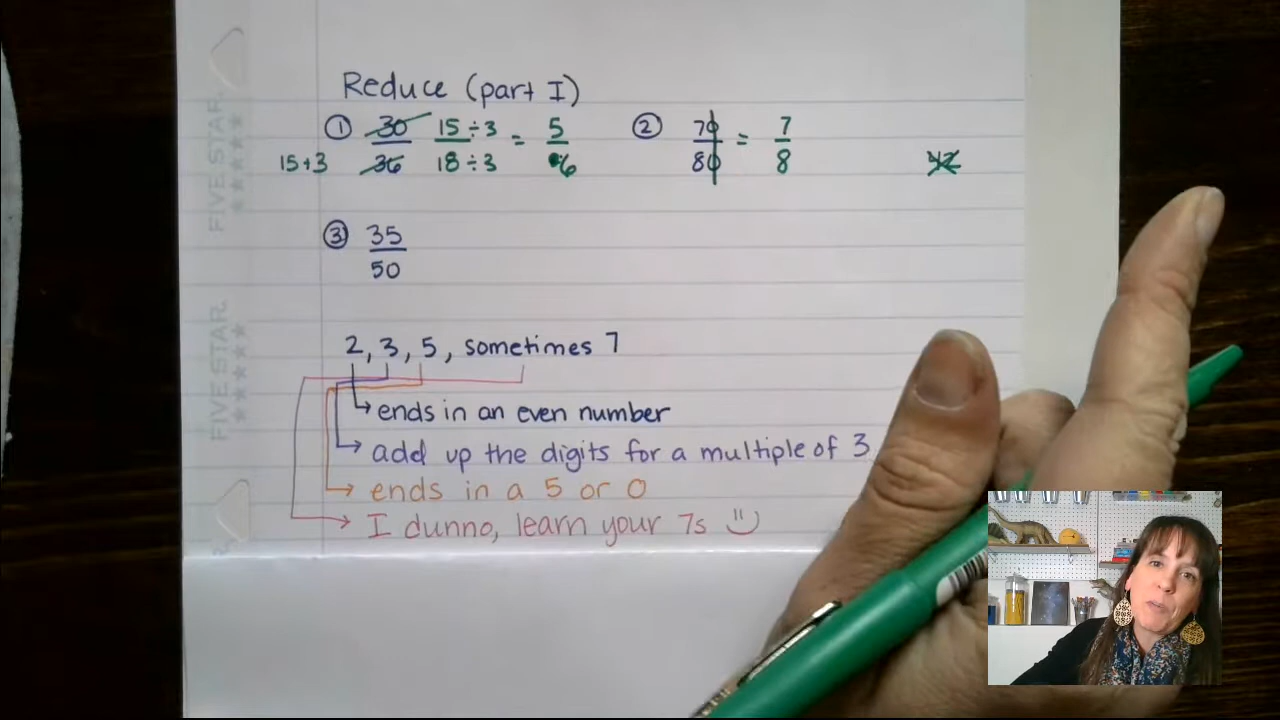 Reduce (part I)
① 30/36 15÷3/18÷3 = 5/6 ② 70/80 = 7/8
15÷3
42
③ 35/50
2, 3, 5, sometimes 7
ends in an even number
add up the digits for a multiple of 3
ends in a 5 or 0
I dunno, learn your 7s
FIVE STAR
FIVE STAR